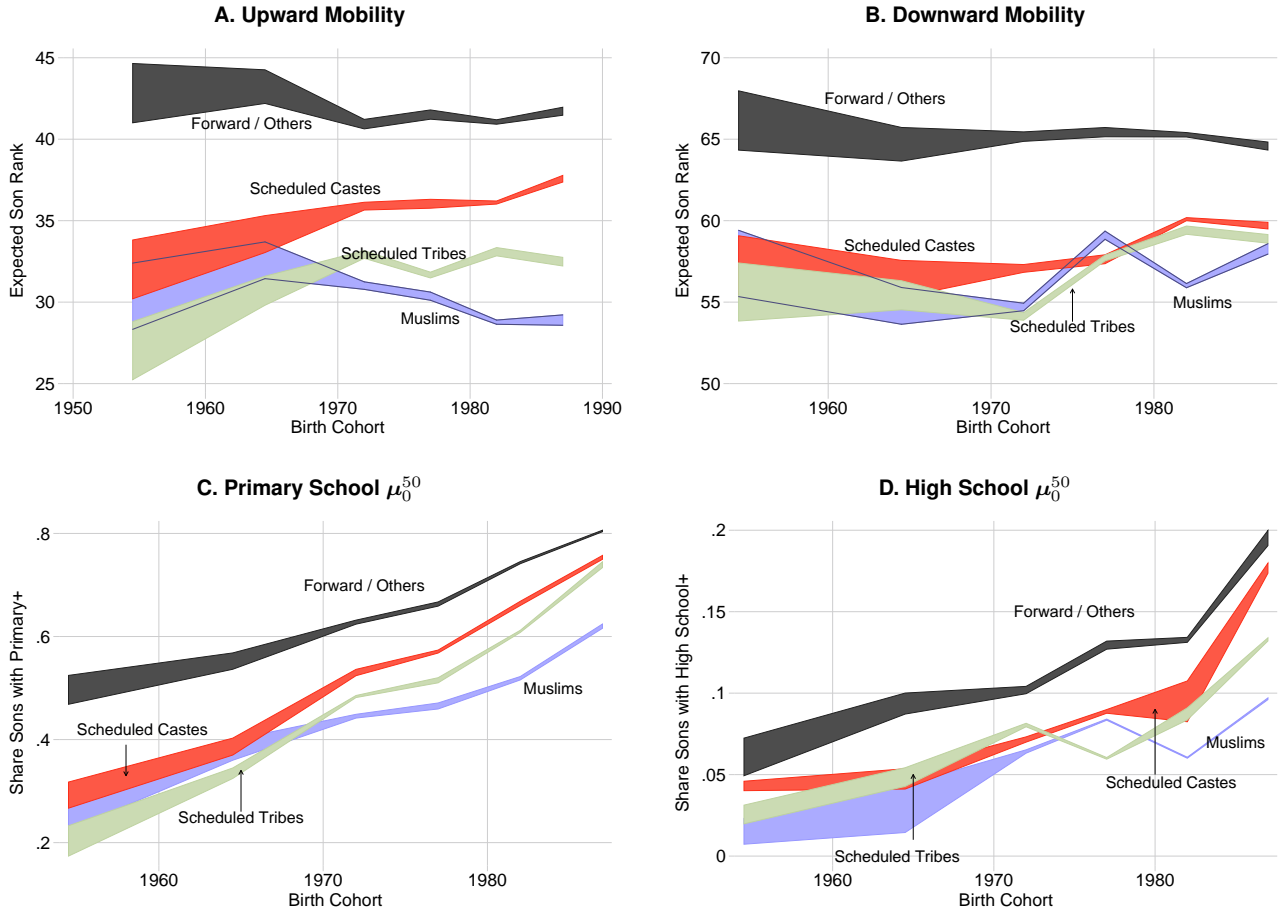 A. Upward Mobility
Expected Son Rank
45
40
35
30
25
Forward / Others
Scheduled Castes
Scheduled Tribes
Muslims
1950 1960 1970 1980 1990
Birth Cohort
B. Downward Mobility
Expected Son Rank
70
65
60
55
50
Forward / Others
Scheduled Castes
Muslims
Scheduled Tribes
1960 1970 1980
Birth Cohort
C. Primary School μ₀⁵⁰
Share Sons with Primary+
.8
.6
.4
.2
Forward / Others
Muslims
Scheduled Castes
Scheduled Tribes
1960 1970 1980
Birth Cohort
D. High School μ₀⁵⁰
Share Sons with High School+
.2
.15
.1
.05
0
Forward / Others
Muslims
Scheduled Castes
Scheduled Tribes
1960 1970 1980
Birth Cohort